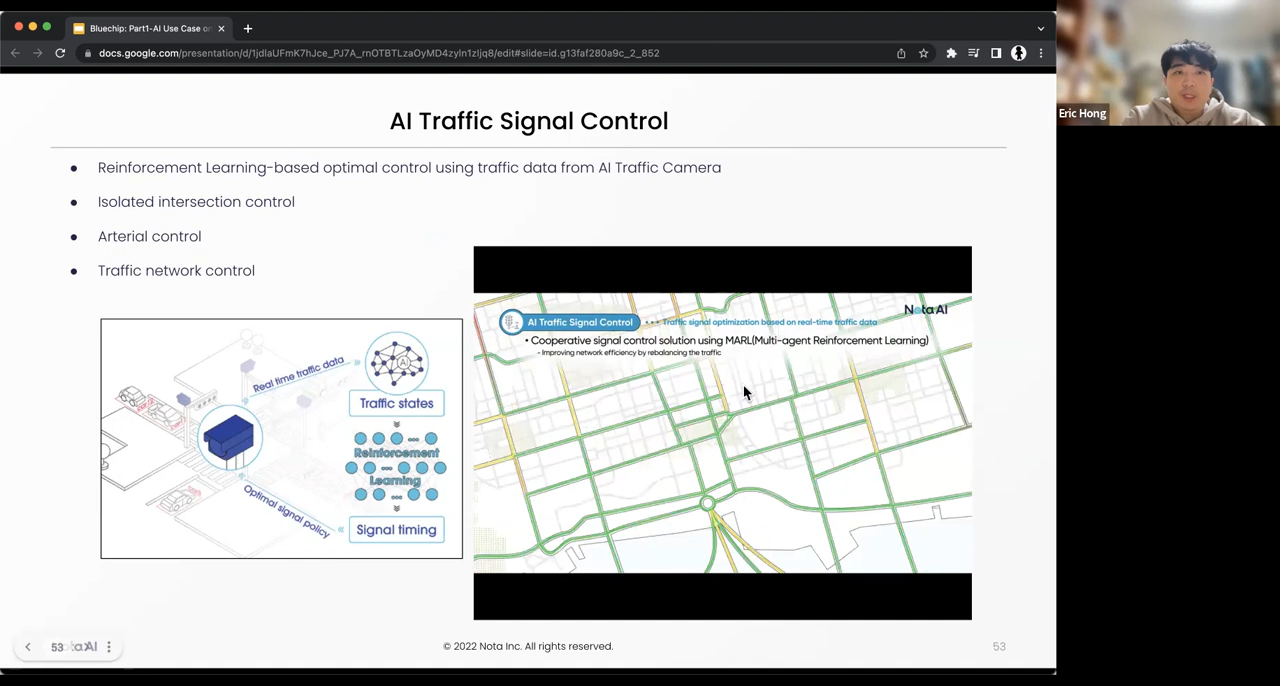 Bluechip: Part1-AI Use Case on
docs.google.com/presentation/d/1jdlaUFmK7hJce_PJ7A_rnOTBTLzaOyMD4zyIn1zIjq8/edit#slide=id.g13faf280a9c_2_852
Eric Hong
AI Traffic Signal Control
Reinforcement Learning-based optimal control using traffic data from AI Traffic Camera
Isolated intersection control
Arterial control
Traffic network control
Real time traffic data
AI
Traffic states
Reinforcement
Learning
Optimal signal policy
Signal timing
Nota AI
AI Traffic Signal Control
Traffic signal optimization based on real-time traffic data
• Cooperative signal control solution using MARL(Multi-agent Reinforcement Learning)
- Improving network efficiency by rebalancing the traffic
53
© 2022 Nota Inc. All rights reserved.
53